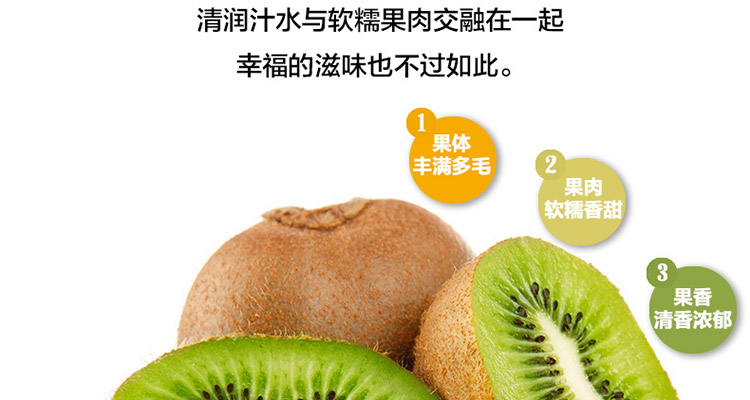 清润汁水与软糯果肉交融在一起
幸福的滋味也不过如此。
1
果体
丰满多毛
2
果肉
软糯香甜
3
果香
清香浓郁